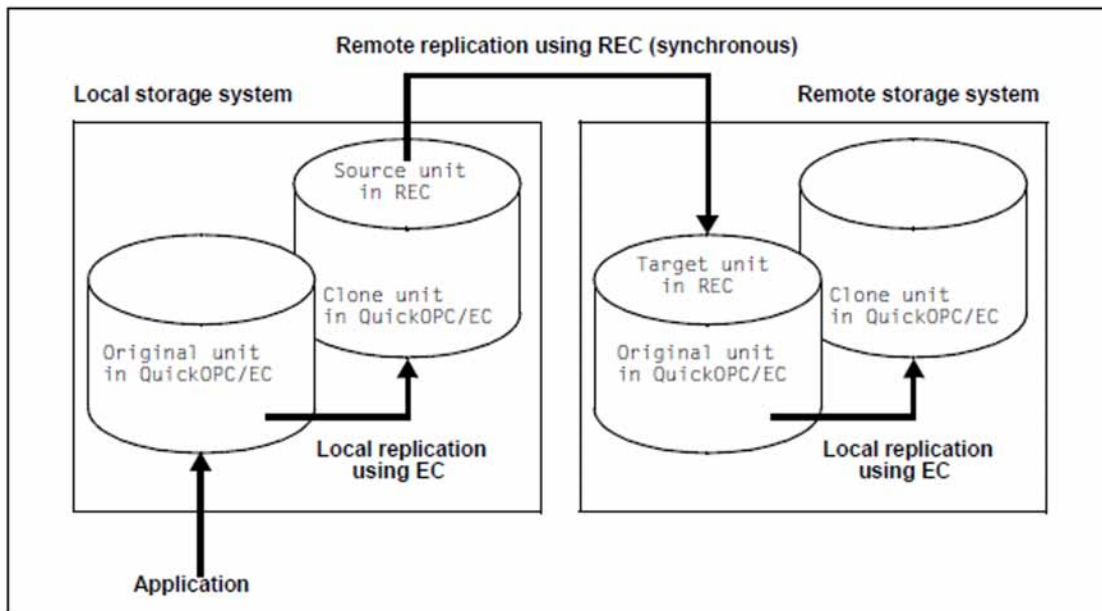 Remote replication using REC (synchronous)
Local storage system
Remote storage system
Source unit
in REC
Clone unit
in QuickOPC/EC
Original unit
in QuickOPC/EC
Local replication
using EC
Application
Target unit
in REC
Clone unit
in QuickOPC/EC
Original unit
in QuickOPC/EC
Local replication
using EC